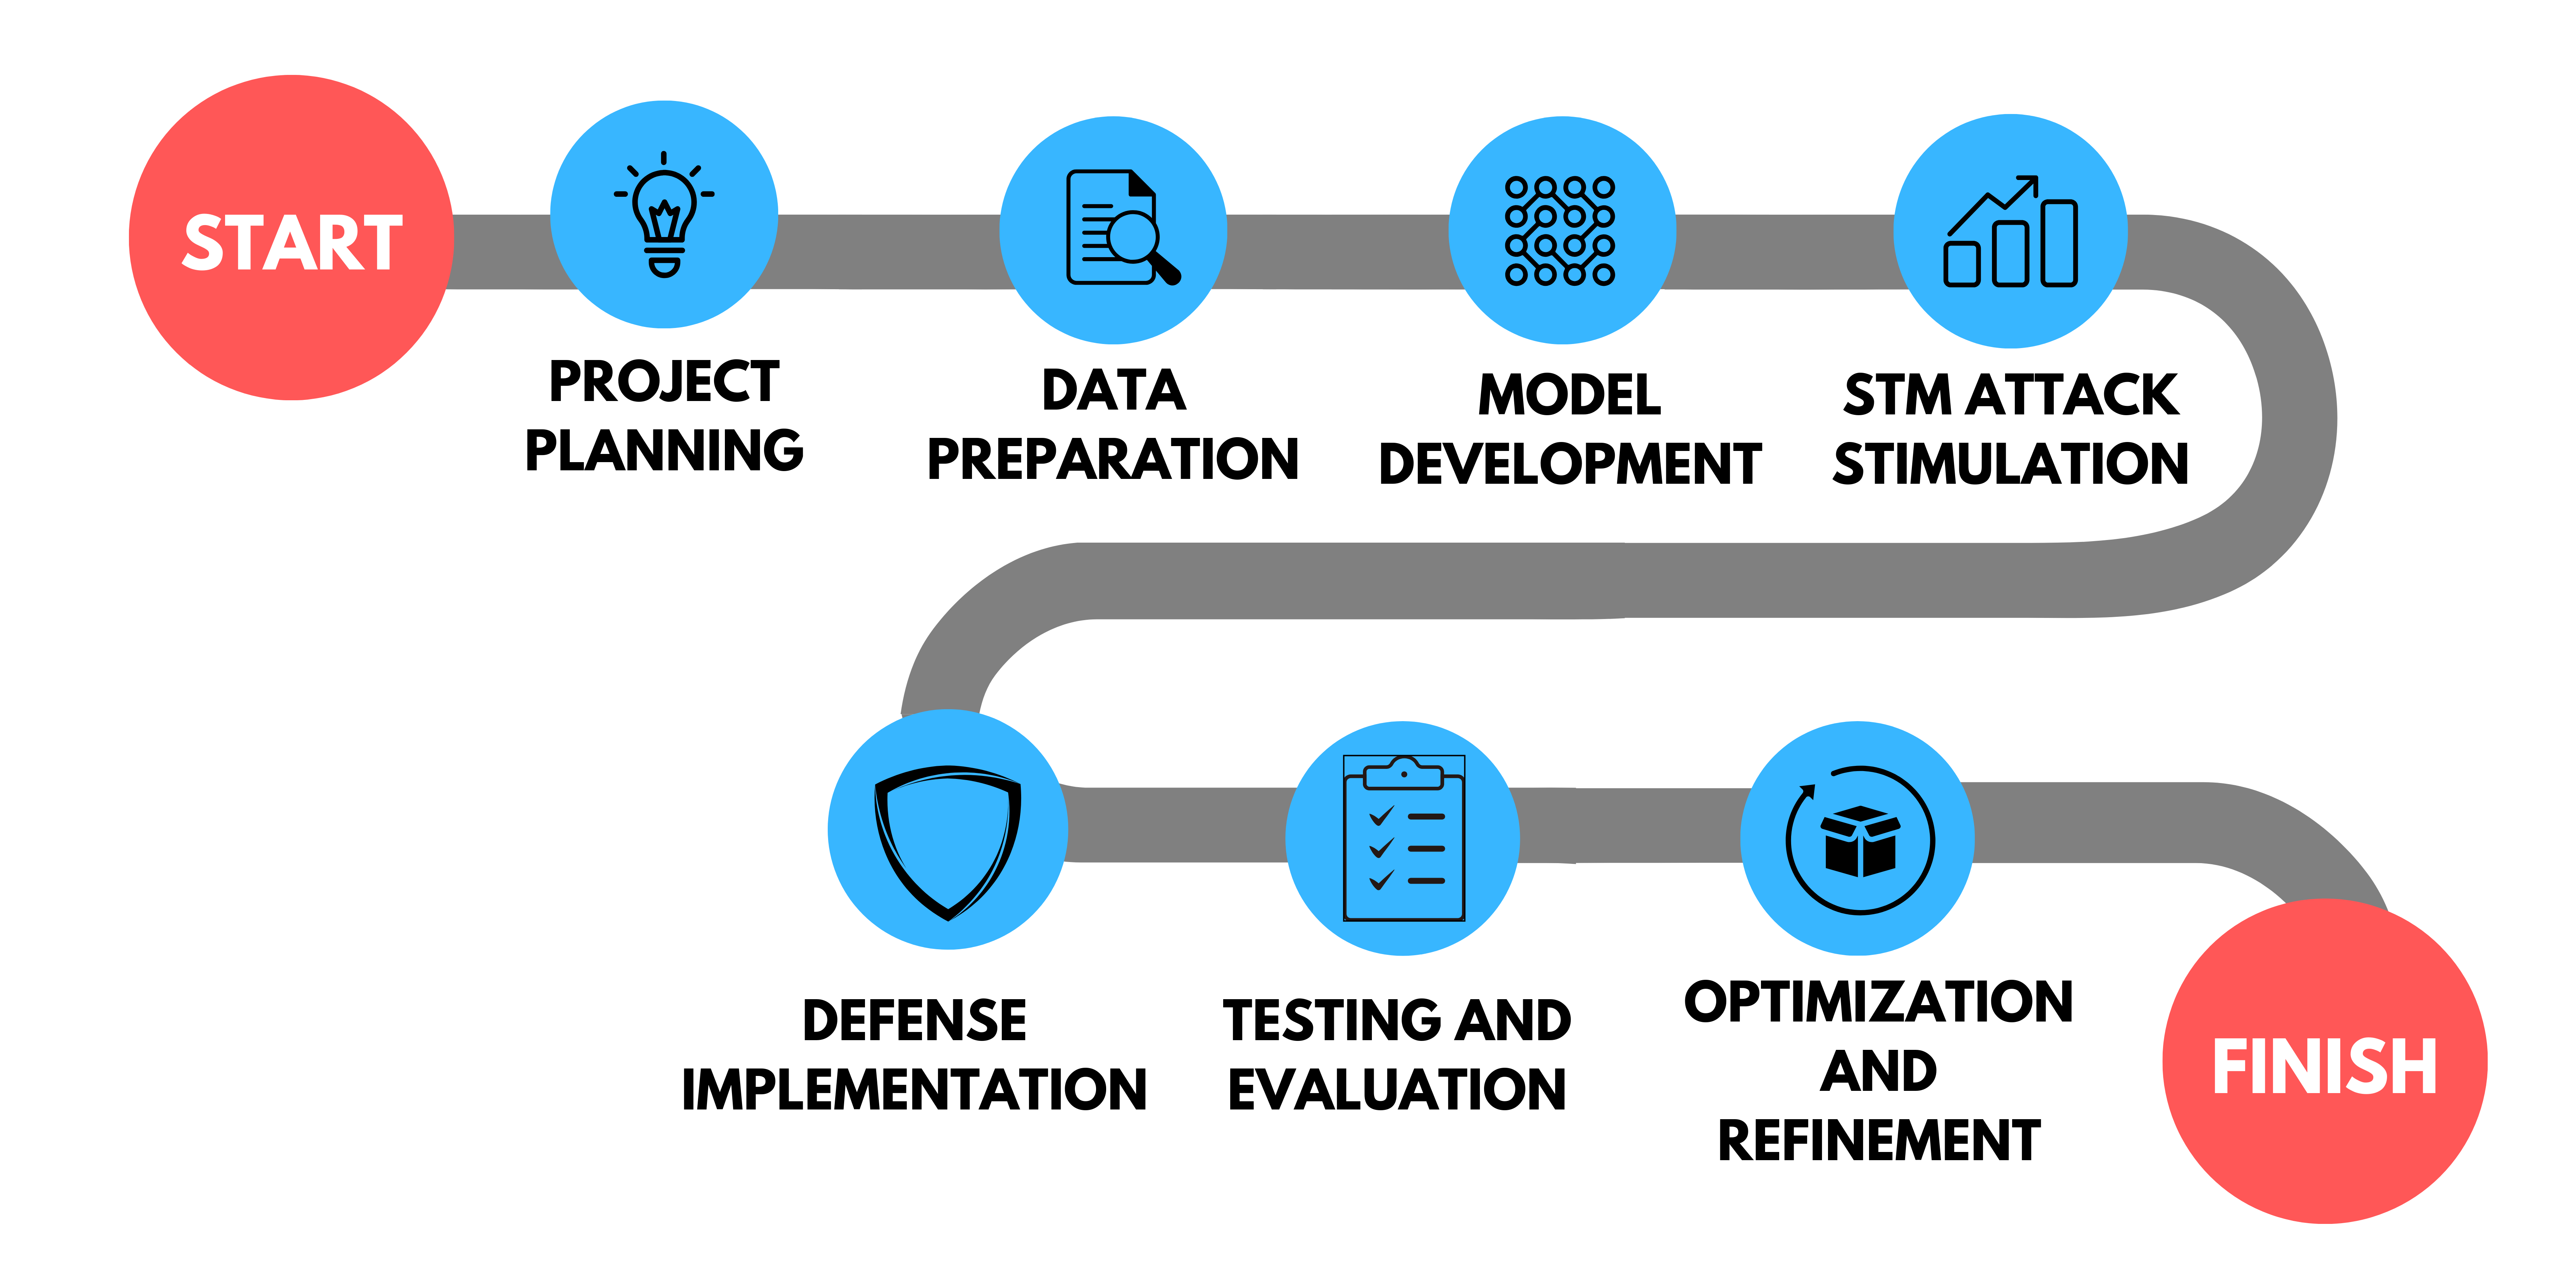 START
PROJECT
PLANNING
DATA
PREPARATION
MODEL
DEVELOPMENT
STM ATTACK
STIMULATION
DEFENSE
IMPLEMENTATION
TESTING AND
EVALUATION
OPTIMIZATION
AND
REFINEMENT
FINISH